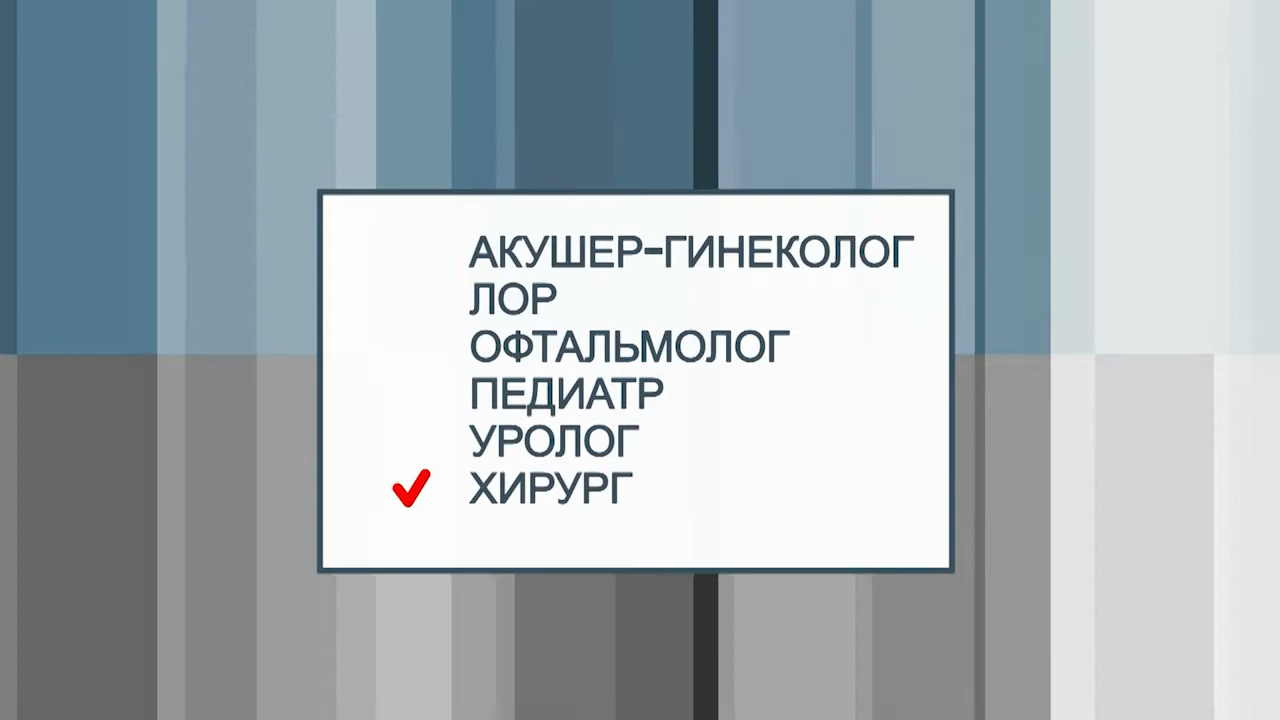 АКУШЕР-ГИНЕКОЛОГ
ЛОР
ОФТАЛЬМОЛОГ
ПЕДИАТР
УРОЛОГ
ХИРУРГ